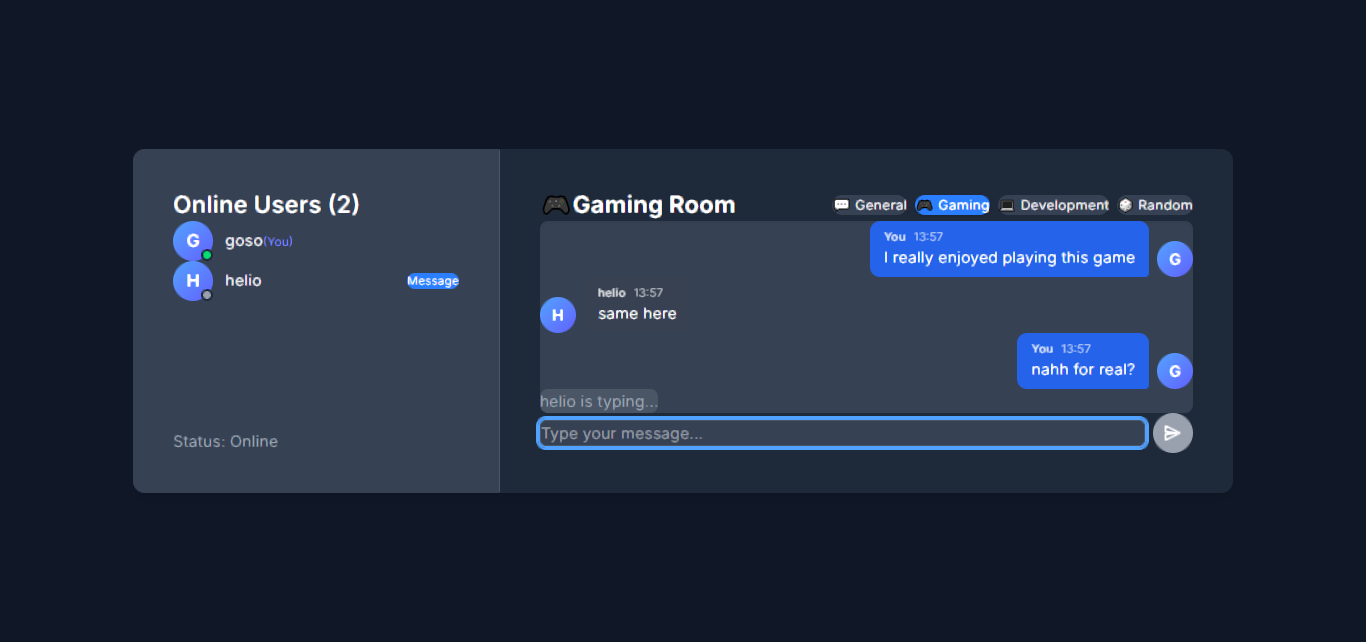 Online Users (2)
G
goso(You)
H
helio
Message
Status: Online
🎮Gaming Room
💬 General
🎮 Gaming
💻 Development
🎲 Random
You 13:57
I really enjoyed playing this game
G
helio 13:57
same here
H
You 13:57
nahh for real?
G
helio is typing...
Type your message...